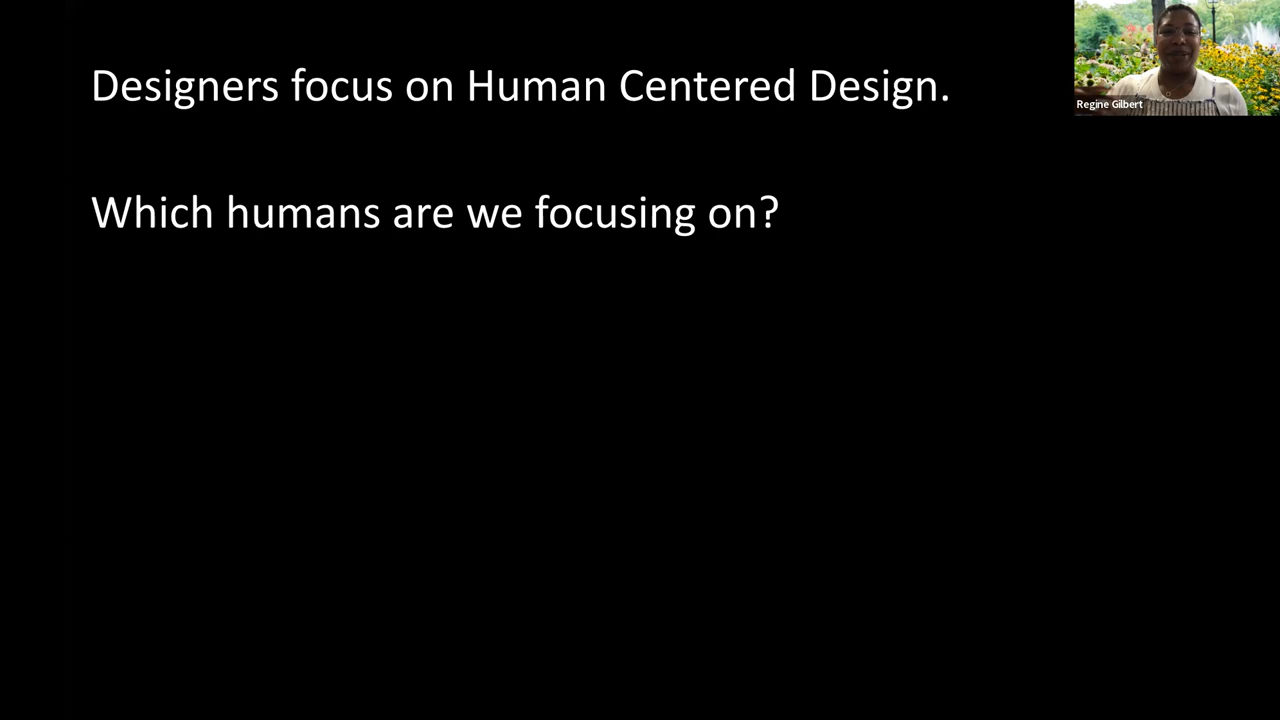 Designers focus on Human Centered Design.
Which humans are we focusing on?
Regine Gilbert